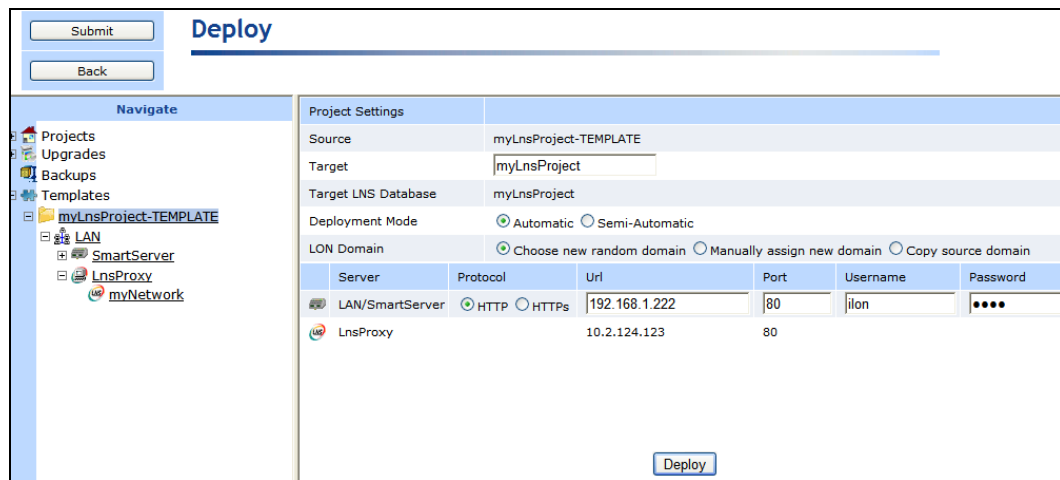 Submit
Deploy
Back
Navigate
Projects
Upgrades
Backups
Templates
myLnsProject-TEMPLATE
LAN
SmartServer
LnsProxy
myNetwork
Project Settings
Source myLnsProject-TEMPLATE
Target myLnsProject
Target LNS Database myLnsProject
Deployment Mode Automatic Semi-Automatic
LON Domain Choose new random domain Manually assign new domain Copy source domain
Server Protocol Url Port Username Password
LAN/SmartServer HTTP HTTPs 192.168.1.222 80 ilon ●●●●
LnsProxy 10.2.124.123 80
Deploy